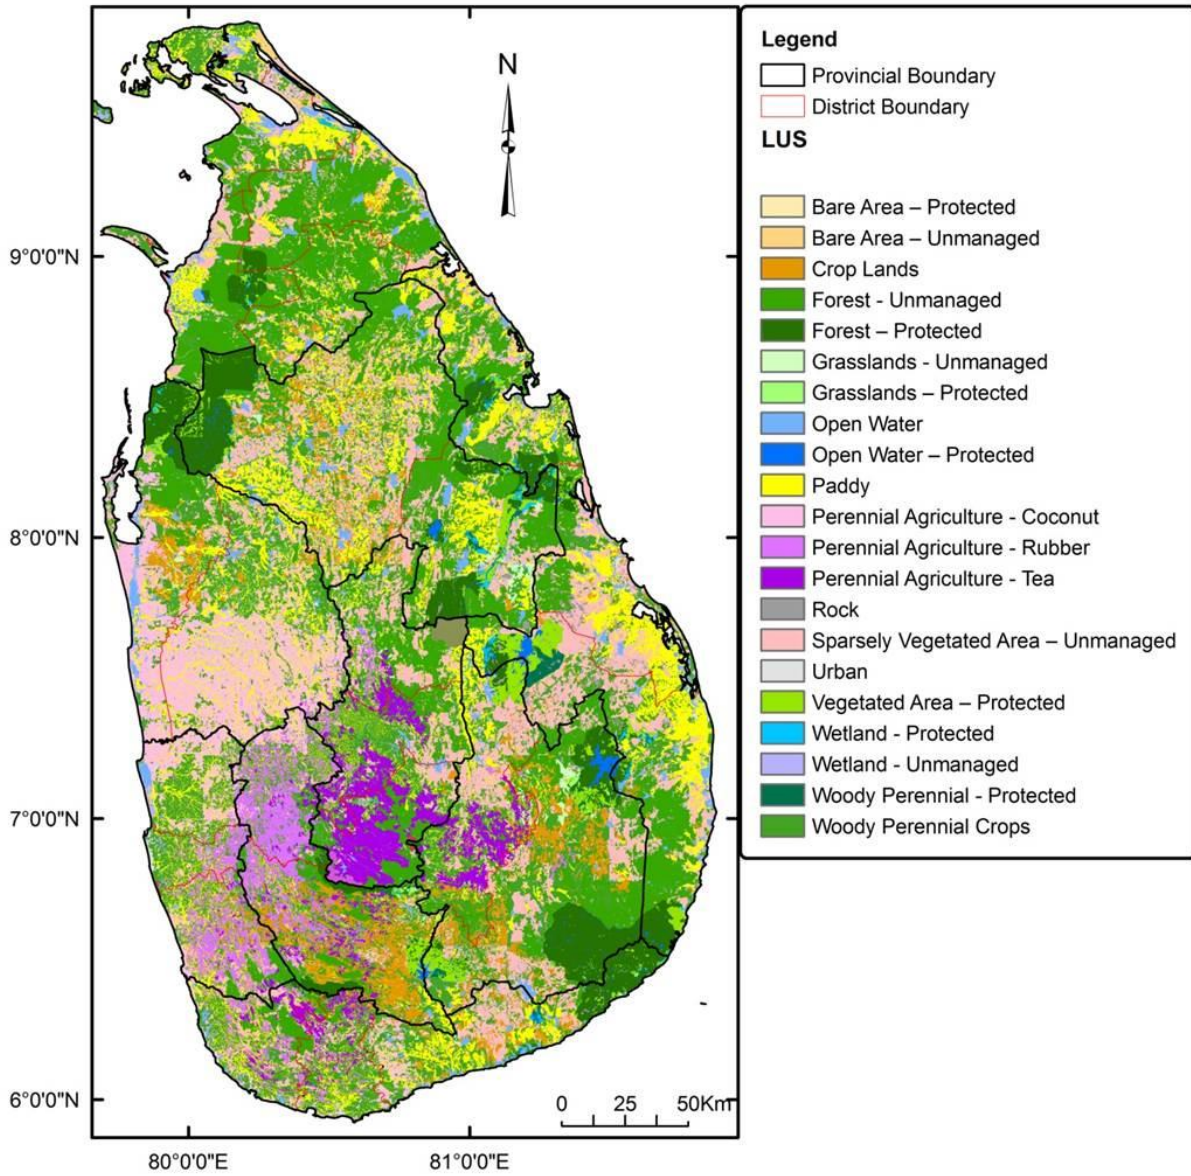 N
9°0'0"N
8°0'0"N
7°0'0"N
6°0'0"N
0 25 50Km
80°0'0"E 81°0'0"E
Legend
Provincial Boundary
District Boundary
LUS
Bare Area – Protected
Bare Area – Unmanaged
Crop Lands
Forest - Unmanaged
Forest – Protected
Grasslands - Unmanaged
Grasslands – Protected
Open Water
Open Water – Protected
Paddy
Perennial Agriculture - Coconut
Perennial Agriculture - Rubber
Perennial Agriculture - Tea
Rock
Sparsely Vegetated Area – Unmanaged
Urban
Vegetated Area – Protected
Wetland - Protected
Wetland - Unmanaged
Woody Perennial - Protected
Woody Perennial Crops